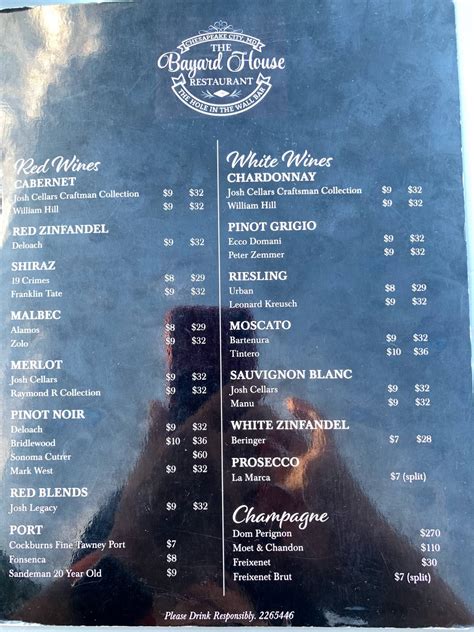 CHESAPEAKE CITY, MD
THE
Bayard House
RESTAURANT
THE HOLE IN THE WALL BAR
Red Wines
CABERNET
Josh Cellars Craftman Collection $9 $32
William Hill $9 $32
RED ZINFANDEL
Deloach $9 $32
SHIRAZ
19 Crimes $8 $29
Franklin Tate $9 $32
MALBEC
Alamos $8 $29
Zolo $9 $32
MERLOT
Josh Cellars $9 $32
Raymond R Collection $9 $32
PINOT NOIR
Deloach $9 $32
Bridlewood $10 $36
Sonoma Cutrer $60
Mark West $9 $32
RED BLENDS
Josh Legacy $9 $32
PORT
Cockburns Fine Tawney Port $7
Fonsenca $8
Sandeman 20 Year Old $9
White Wines
CHARDONNAY
Josh Cellars Craftsman Collection $9 $32
William Hill $9 $32
PINOT GRIGIO
Ecco Domani $9 $32
Peter Zemmer $9 $32
RIESLING
Urban $8 $29
Leonard Kreusch $9 $32
MOSCATO
Bartenura $9 $32
Tintero $10 $36
SAUVIGNON BLANC
Josh Cellars $9 $32
Manu $9 $32
WHITE ZINFANDEL
Beringer $7 $28
PROSECCO
La Marca $7 (split)
Champagne
Dom Perignon $270
Moet & Chandon $110
Freixenet $30
Freixenei Brut $7 (split)
Please Drink Responsibly. 2265446